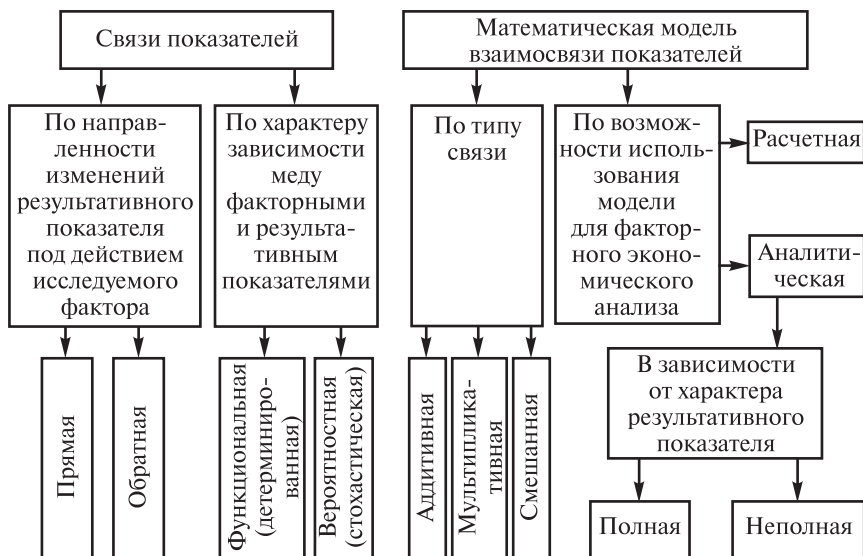 Связи показателей
Математическая модель
взаимосвязи показателей
По направ-
ленности
изменений
результативного
показателя
под действием
исследуемого
фактора
По характеру
зависимости
меду
факторными
и результа-
тивным
показателями
По типу
связи
По возмож-
ности исполь-
зования
модели
для фактор-
ного эконо-
мического
анализа
Расчетная
Аналити-
ческая
В зависимости
от характера
результативного
показателя
Прямая
Обратная
Функциональная
(детерминиро-
ванная)
Вероятностная
(стохастическая)
Аддитивная
Мультиплика-
тивная
Смешанная
Полная
Неполная